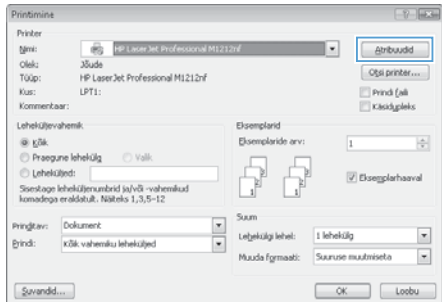 Printimine
Printer
Nimi: HP LaserJet Professional M1212nf
Atribuudid
Olek: Jõude
Tüüp: HP LaserJet Professional M1212nf
Otsi printer...
Kus: LPT1:
Prindi faili
Kommentaar:
Käsidupleks
Leheküljevahemik
Kõik
Praegune lehekülg
Valik
Leheküljed:
Sisestage leheküljenumbrid ja/või -vahemikud
komadega eraldatult. Näiteks 1,3,5–12
Eksemplarid
Eksemplaride arv: 1
Eksemplarhaaval
Prinditav: Dokument
Prindi: Kõik vahemiku leheküljed
Suum
Lehekülgi lehel: 1 lehekülg
Muuda formaati: Suuruse muutmiseta
Suvandid...
OK
Loobu